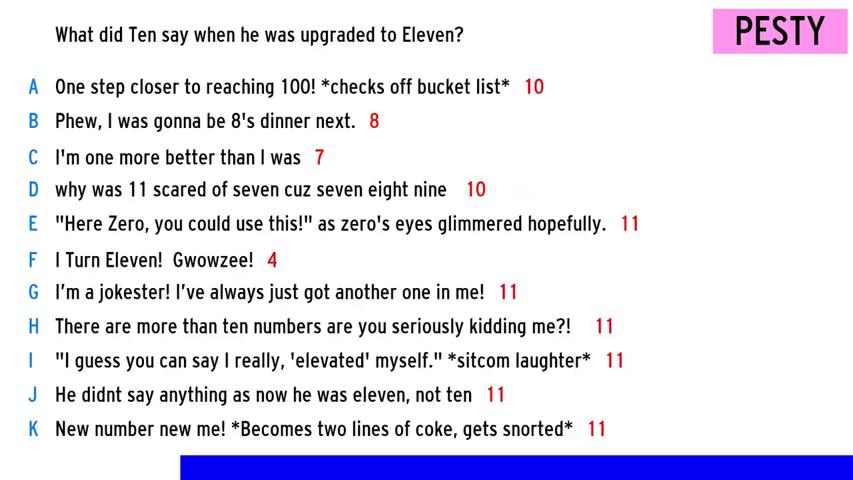 What did Ten say when he was upgraded to Eleven?
PESTY
A One step closer to reaching 100! *checks off bucket list* 10
B Phew, I was gonna be 8's dinner next. 8
C I'm one more better than I was 7
D why was 11 scared of seven cuz seven eight nine 10
E "Here Zero, you could use this!" as zero's eyes glimmered hopefully. 11
F I Turn Eleven! Gwowzee! 4
G I’m a jokester! I’ve always just got another one in me! 11
H There are more than ten numbers are you seriously kidding me?! 11
I "I guess you can say I really, 'elevated' myself." *sitcom laughter* 11
J He didnt say anything as now he was eleven, not ten 11
K New number new me! *Becomes two lines of coke, gets snorted* 11